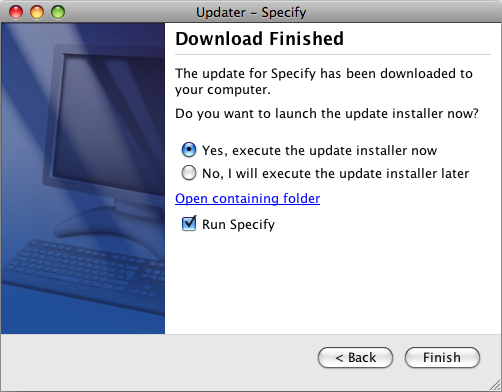 Updater – Specify
Download Finished
The update for Specify has been downloaded to
your computer.
Do you want to launch the update installer now?
Yes, execute the update installer now
No, I will execute the update installer later
Open containing folder
Run Specify
< Back
Finish